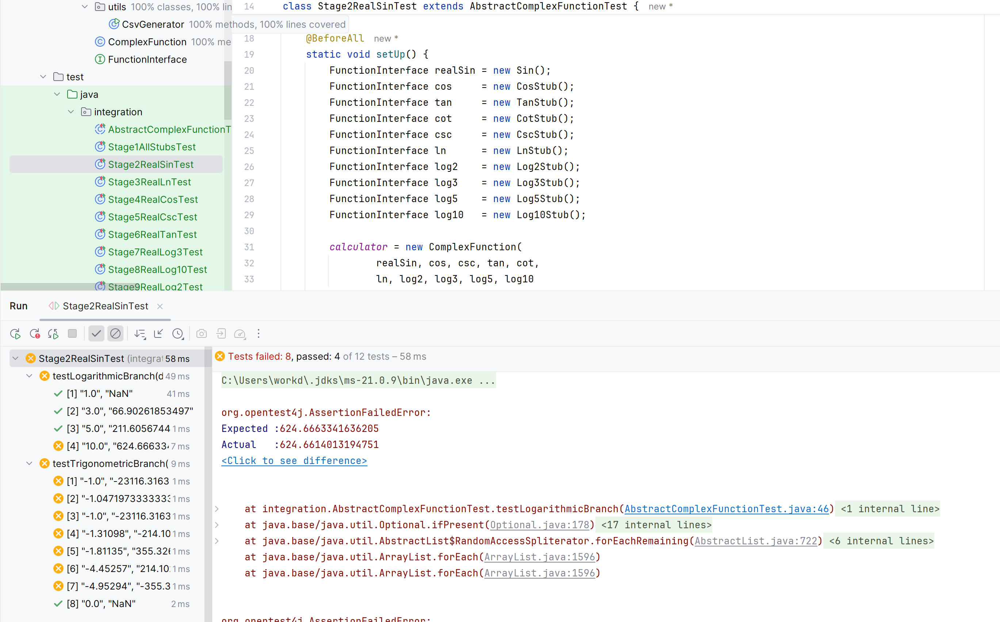 utils 100% classes, 100% lin
CsvGenerator 100% methods, 100% lines covered
ComplexFunction 100% me
FunctionInterface
test
java
integration
AbstractComplexFunctionT
Stage1AllStubsTest
Stage2RealSinTest
Stage3RealLnTest
Stage4RealCosTest
Stage5RealCscTest
Stage6RealTanTest
Stage7RealLog3Test
Stage8RealLog10Test
Stage9RealLog2Test
14 class Stage2RealSinTest extends AbstractComplexFunctionTest { new *
18 @BeforeAll new *
19 static void setUp() {
20 FunctionInterface realSin = new Sin();
21 FunctionInterface cos = new CosStub();
22 FunctionInterface tan = new TanStub();
23 FunctionInterface cot = new CotStub();
24 FunctionInterface csc = new CscStub();
25 FunctionInterface ln = new LnStub();
26 FunctionInterface log2 = new Log2Stub();
27 FunctionInterface log3 = new Log3Stub();
28 FunctionInterface log5 = new Log5Stub();
29 FunctionInterface log10 = new Log10Stub();
30
31 calculator = new ComplexFunction(
32 realSin, cos, csc, tan, cot,
33 ln, log2, log3, log5, log10
Run Stage2RealSinTest
Stage2RealSinTest (integrat 58 ms
testLogarithmicBranch(d 49 ms
[1] "1.0", "NaN" 41 ms
[2] "3.0", "66.90261853497"
[3] "5.0", "211.6056744 1 ms
[4] "10.0", "624.66633 7 ms
testTrigonometricBranch( 9 ms
[1] "-1.0", "-23116.3163 1 ms
[2] "-1.0471973333333 1 ms
[3] "-1.0", "-23116.3163 1 ms
[4] "-1.31098", "-214.10 1 ms
[5] "-1.81135", "355.326 1 ms
[6] "-4.45257", "214.10 1 ms
[7] "-4.95294", "-355.3 1 ms
[8] "0.0", "NaN" 2 ms
Tests failed: 8, passed: 4 of 12 tests – 58 ms
C:\Users\workd\.jdks\ms-21.0.9\bin\java.exe ...
org.opentest4j.AssertionFailedError:
Expected :624.6663341636205
Actual   :624.6614013194751
<Click to see difference>
at integration.AbstractComplexFunctionTest.testLogarithmicBranch(AbstractComplexFunctionTest.java:46) <1 internal line>
at java.base/java.util.Optional.ifPresent(Optional.java:178) <17 internal lines>
at java.base/java.util.AbstractList$RandomAccessSpliterator.forEachRemaining(AbstractList.java:722) <6 internal lines>
at java.base/java.util.ArrayList.forEach(ArrayList.java:1596)
at java.base/java.util.ArrayList.forEach(ArrayList.java:1596)
org.opentest4j.AssertionFailedError: